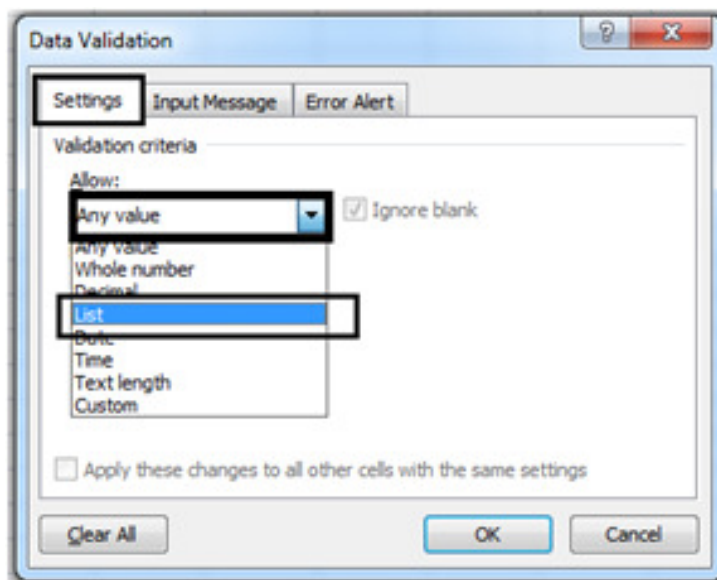 Data Validation
Settings Input Message Error Alert
Validation criteria
Allow:
Any value Ignore blank
Any value
Whole number
Decimal
List
Date
Time
Text length
Custom
Apply these changes to all other cells with the same settings
Clear All OK Cancel